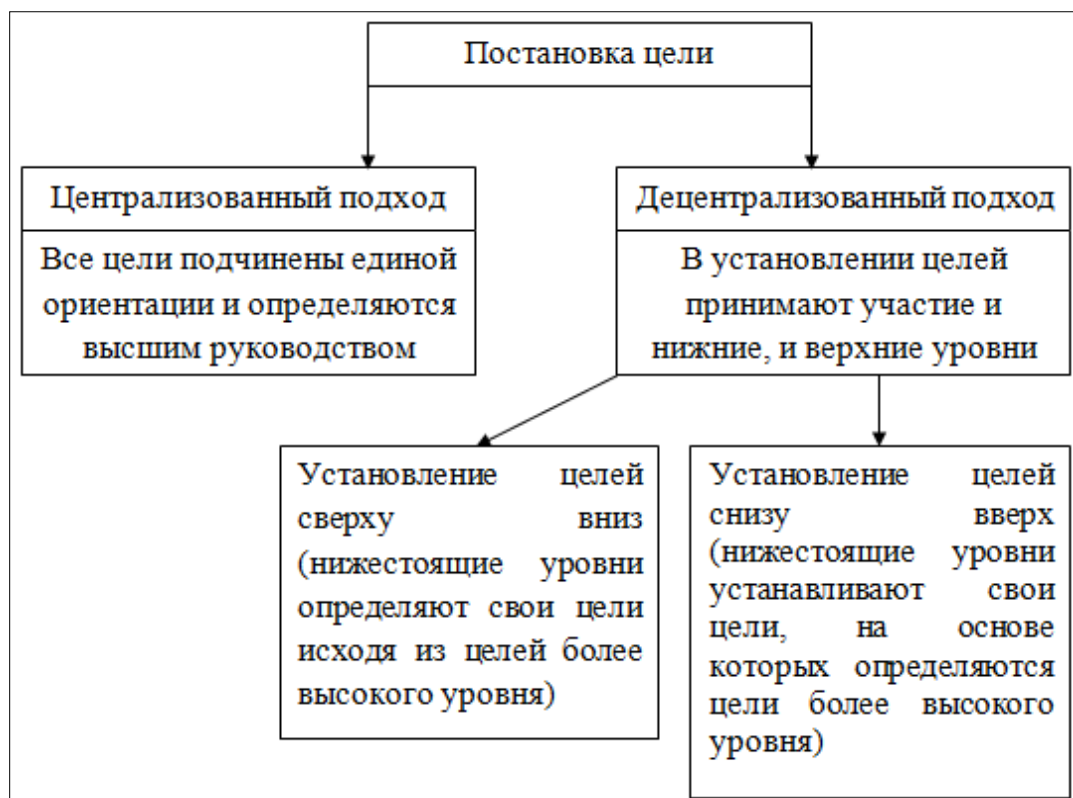 Постановка цели
Централизованный подход
Все цели подчинены единой
ориентации и определяются
высшим руководством
Децентрализованный подход
В установлении целей
принимают участие и
нижние, и верхние уровни
Установление целей
сверху вниз
(нижестоящие уровни
определяют свои цели
исходя из целей более
высокого уровня)
Установление целей
снизу вверх
(нижестоящие уровни
устанавливают свои
цели, на основе
которых определяются
цели более высокого
уровня)